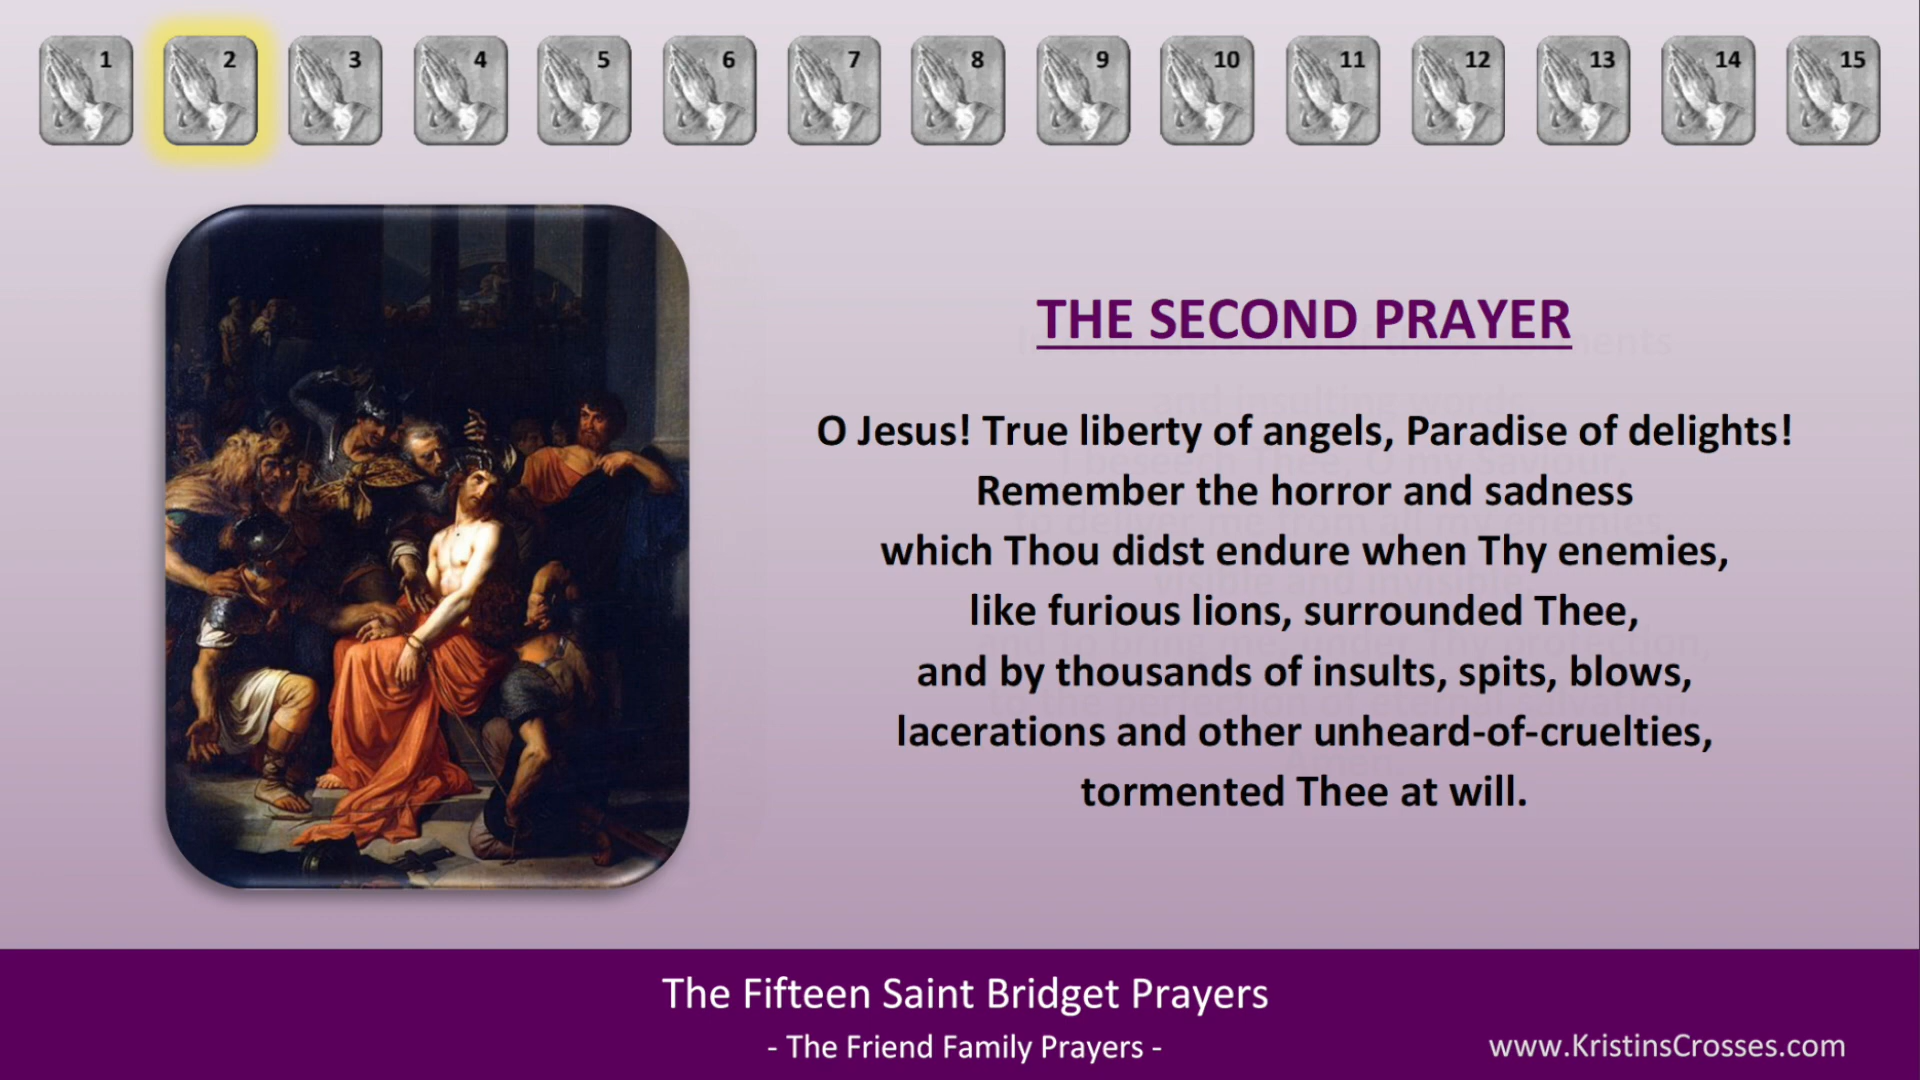 1 2 3 4 5 6 7 8 9 10 11 12 13 14 15
THE SECOND PRAYER
O Jesus! True liberty of angels, Paradise of delights!
Remember the horror and sadness
which Thou didst endure when Thy enemies,
like furious lions, surrounded Thee,
and by thousands of insults, spits, blows,
lacerations and other unheard-of-cruelties,
tormented Thee at will.
The Fifteen Saint Bridget Prayers
- The Friend Family Prayers -
www.KristinsCrosses.com